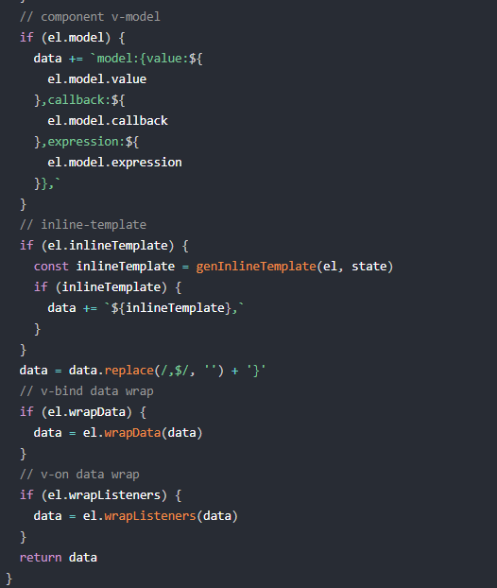 }
// component v-model
if (el.model) {
data += `model:{value:${
el.model.value
},callback:${
el.model.callback
},expression:${
el.model.expression
}},`
}
// inline-template
if (el.inlineTemplate) {
const inlineTemplate = genInlineTemplate(el, state)
if (inlineTemplate) {
data += `${inlineTemplate},`
}
}
data = data.replace(/,$/, '') + '}'
// v-bind data wrap
if (el.wrapData) {
data = el.wrapData(data)
}
// v-on data wrap
if (el.wrapListeners) {
data = el.wrapListeners(data)
}
return data
}